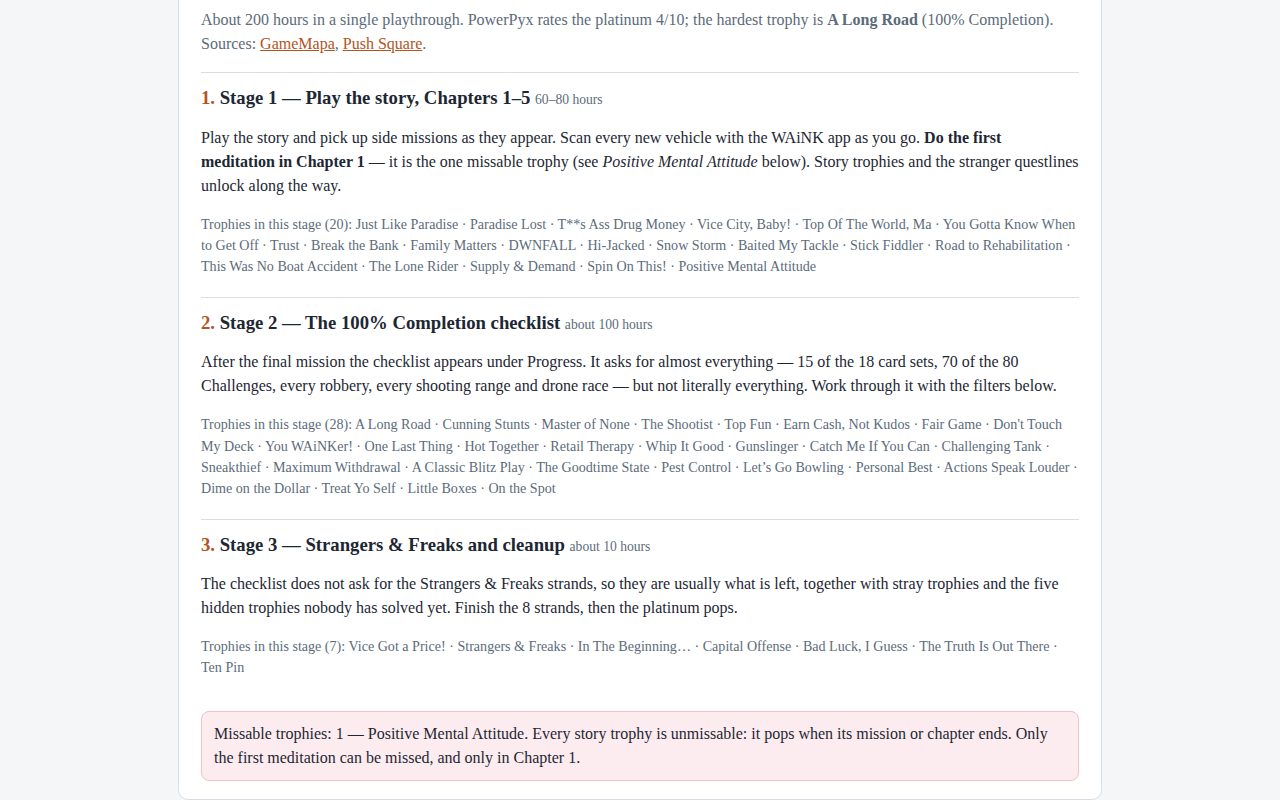 About 200 hours in a single playthrough. PowerPyx rates the platinum 4/10; the hardest trophy is A Long Road (100% Completion).
Sources: GameMapa, Push Square.
1. Stage 1 — Play the story, Chapters 1–5 60–80 hours
Play the story and pick up side missions as they appear. Scan every new vehicle with the WAiNK app as you go. Do the first
meditation in Chapter 1 — it is the one missable trophy (see Positive Mental Attitude below). Story trophies and the stranger questlines
unlock along the way.
Trophies in this stage (20): Just Like Paradise · Paradise Lost · T**s Ass Drug Money · Vice City, Baby! · Top Of The World, Ma · You Gotta Know When
to Get Off · Trust · Break the Bank · Family Matters · DWNFALL · Hi-Jacked · Snow Storm · Baited My Tackle · Stick Fiddler · Road to Rehabilitation ·
This Was No Boat Accident · The Lone Rider · Supply & Demand · Spin On This! · Positive Mental Attitude
2. Stage 2 — The 100% Completion checklist about 100 hours
After the final mission the checklist appears under Progress. It asks for almost everything — 15 of the 18 card sets, 70 of the 80
Challenges, every robbery, every shooting range and drone race — but not literally everything. Work through it with the filters below.
Trophies in this stage (28): A Long Road · Cunning Stunts · Master of None · The Shootist · Top Fun · Earn Cash, Not Kudos · Fair Game · Don't Touch
My Deck · You WAiNKer! · One Last Thing · Hot Together · Retail Therapy · Whip It Good · Gunslinger · Catch Me If You Can · Challenging Tank ·
Sneakthief · Maximum Withdrawal · A Classic Blitz Play · The Goodtime State · Pest Control · Let’s Go Bowling · Personal Best · Actions Speak Louder ·
Dime on the Dollar · Treat Yo Self · Little Boxes · On the Spot
3. Stage 3 — Strangers & Freaks and cleanup about 10 hours
The checklist does not ask for the Strangers & Freaks strands, so they are usually what is left, together with stray trophies and the five
hidden trophies nobody has solved yet. Finish the 8 strands, then the platinum pops.
Trophies in this stage (7): Vice Got a Price! · Strangers & Freaks · In The Beginning… · Capital Offense · Bad Luck, I Guess · The Truth Is Out There ·
Ten Pin
Missable trophies: 1 — Positive Mental Attitude. Every story trophy is unmissable: it pops when its mission or chapter ends. Only
the first meditation can be missed, and only in Chapter 1.